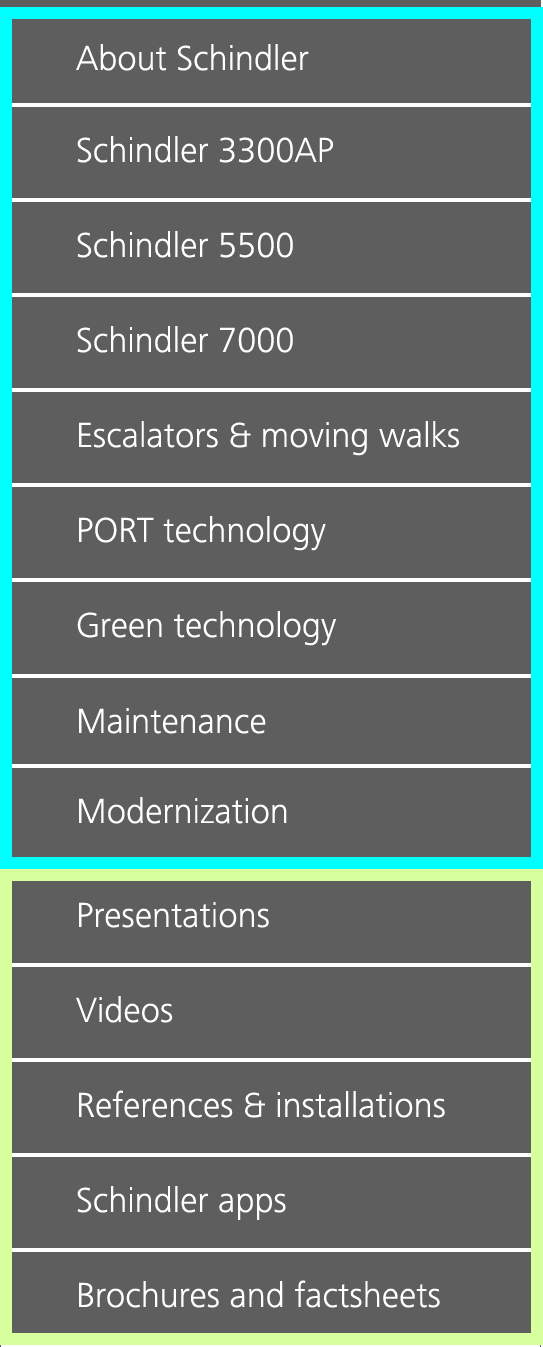 About Schindler
Schindler 3300AP
Schindler 5500
Schindler 7000
Escalators & moving walks
PORT technology
Green technology
Maintenance
Modernization
Presentations
Videos
References & installations
Schindler apps
Brochures and factsheets